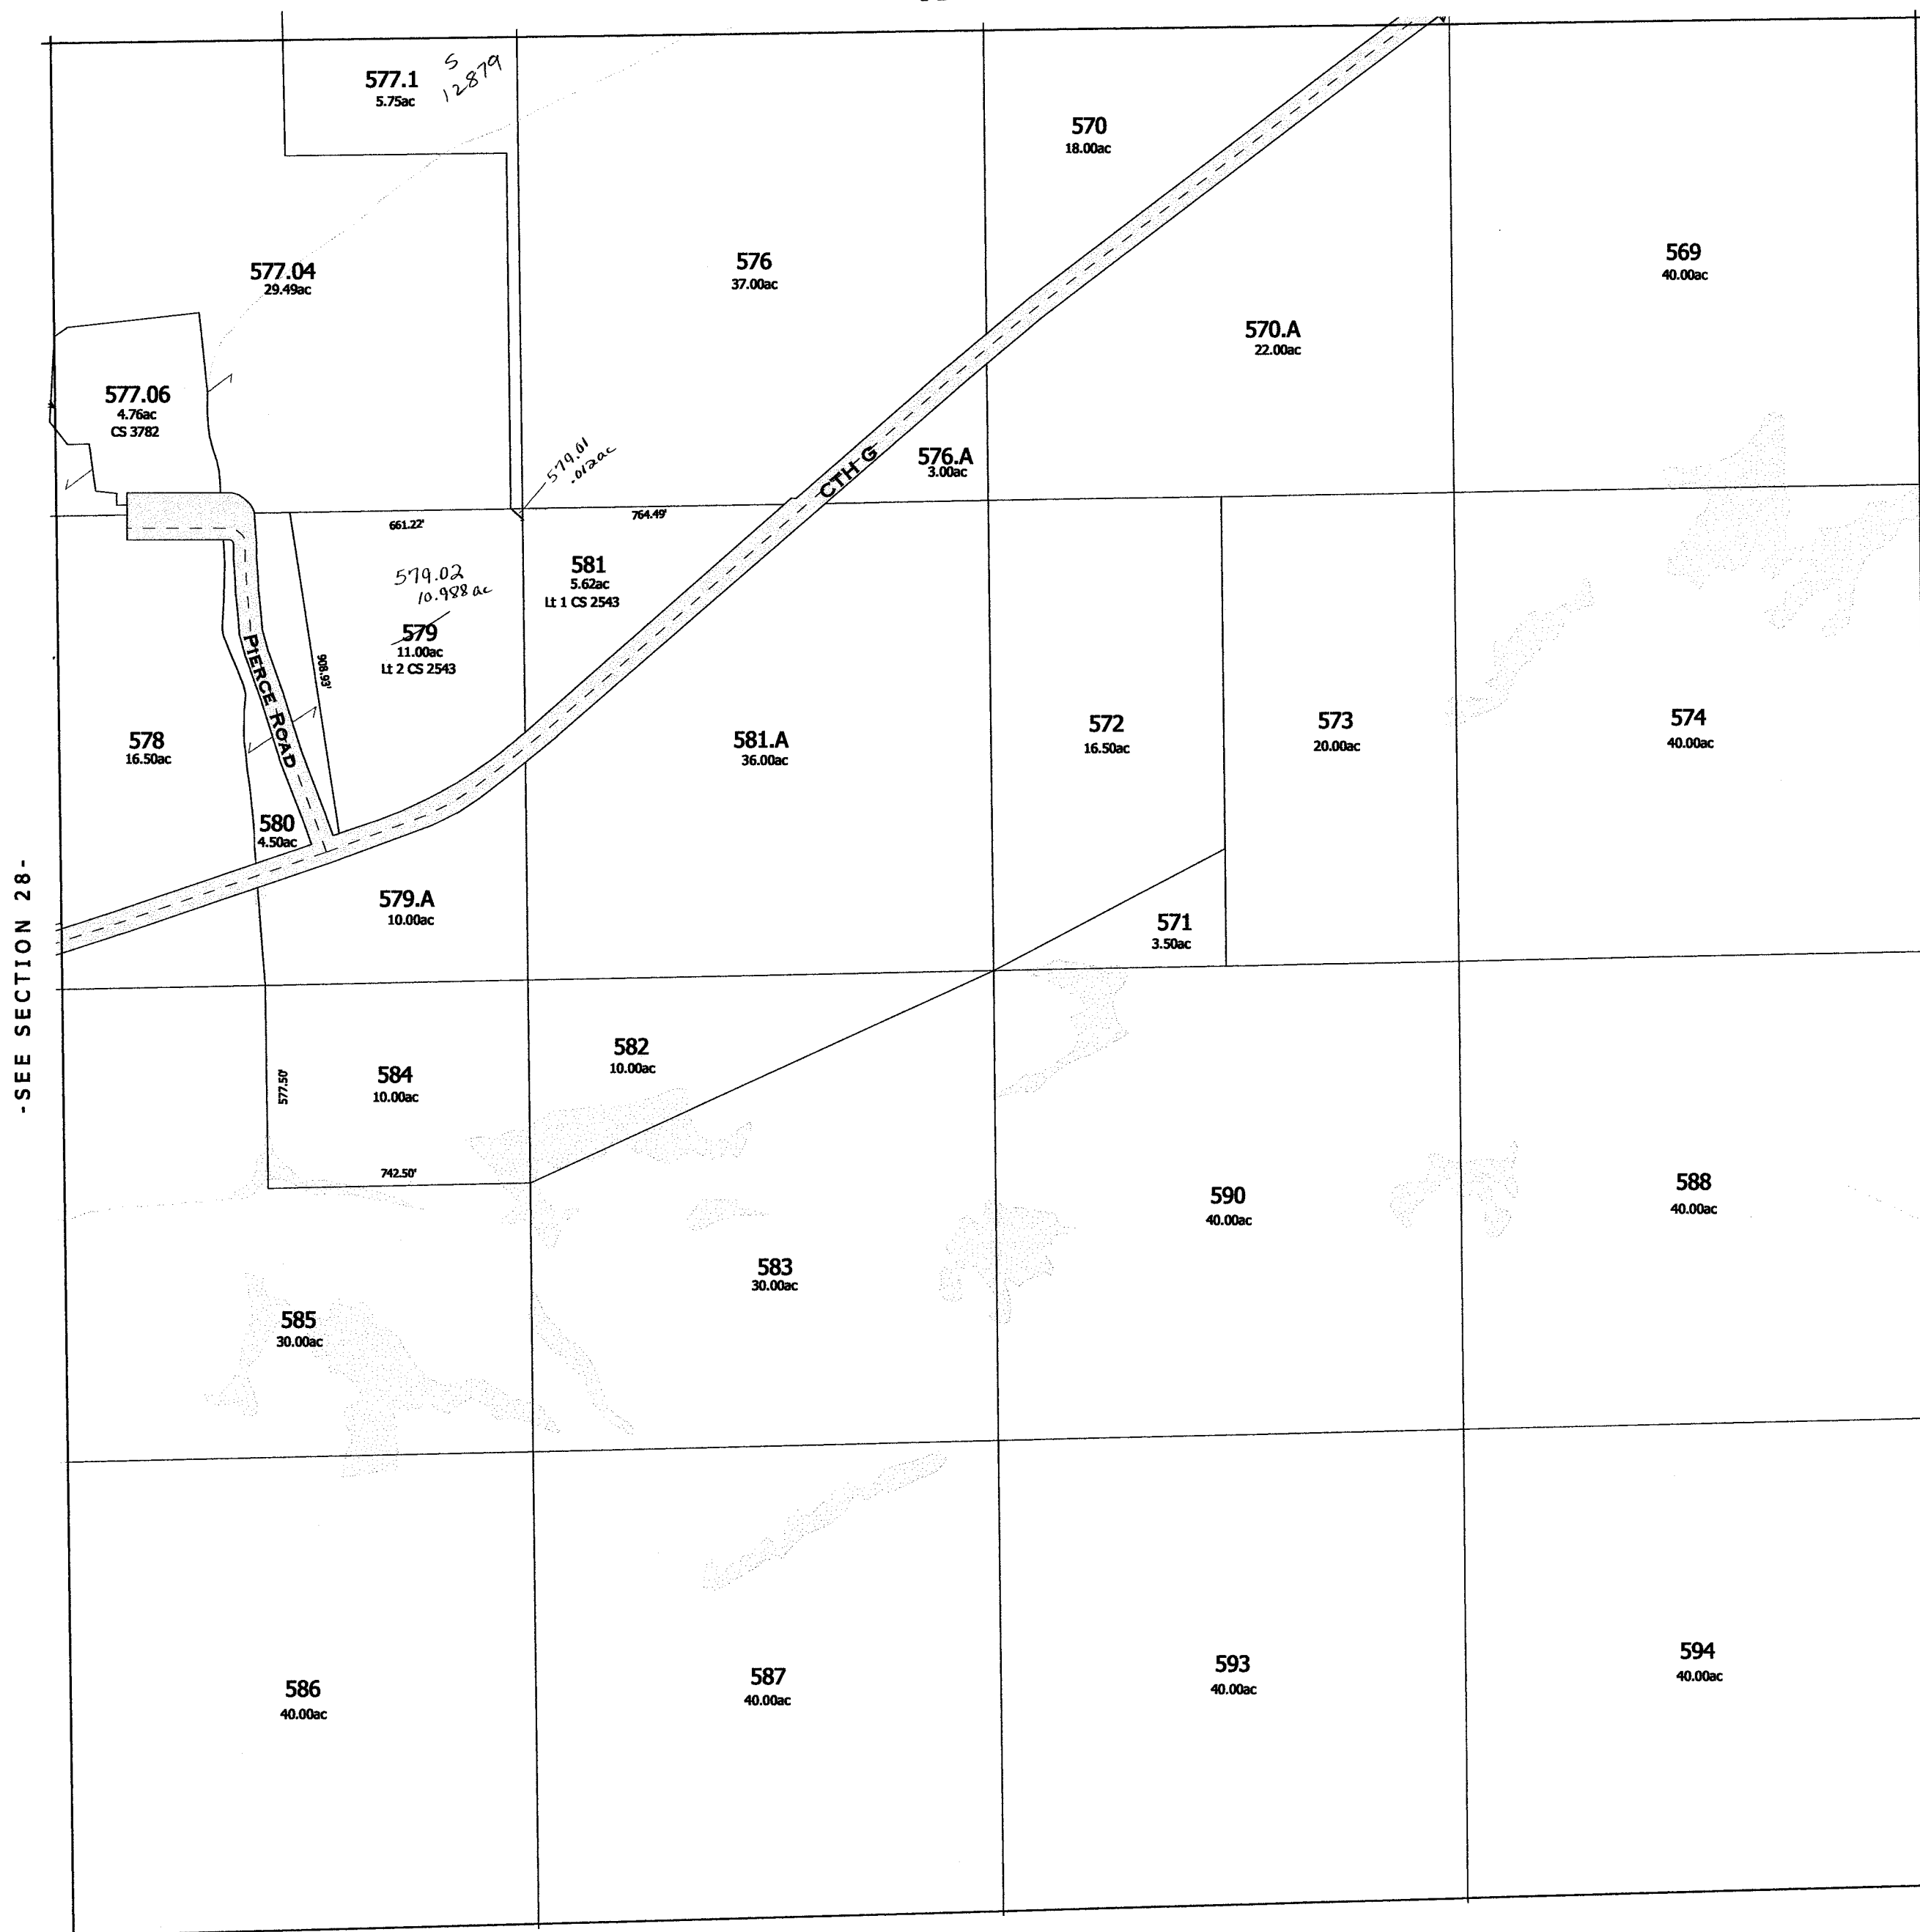 577.1
5.75ac
S
12879
570
18.00ac
577.04
29.49ac
576
37.00ac
569
40.00ac
570.A
22.00ac
577.06
4.76ac
CS 3782
579.01
.012ac
CTH G
576.A
3.00ac
661.22'
764.49'
579.02
10.988 ac
581
5.62ac
Lt 1 CS 2543
579
11.00ac
Lt 2 CS 2543
908.93'
PIERCE ROAD
578
16.50ac
581.A
36.00ac
572
16.50ac
573
20.00ac
574
40.00ac
580
4.50ac
579.A
10.00ac
571
3.50ac
-SEE SECTION 28-
584
10.00ac
577.50'
742.50'
582
10.00ac
590
40.00ac
588
40.00ac
583
30.00ac
585
30.00ac
586
40.00ac
587
40.00ac
593
40.00ac
594
40.00ac